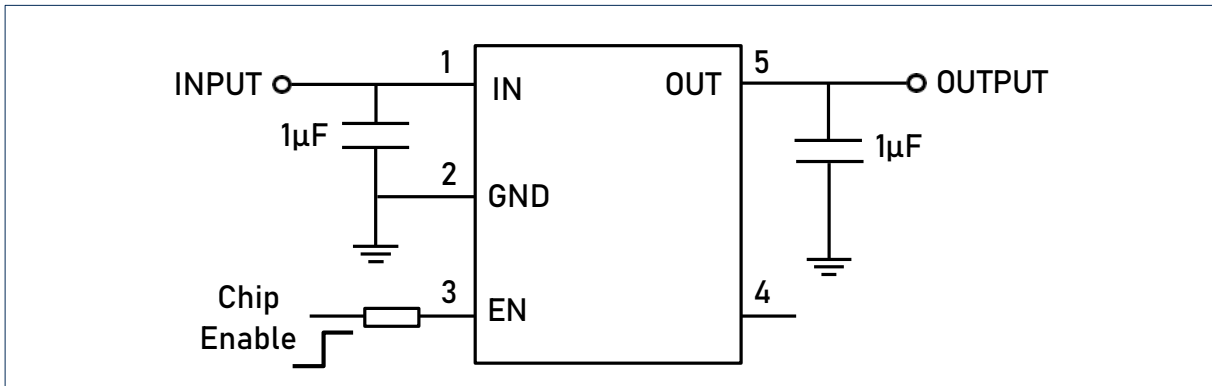 INPUT
1
IN
OUT
5
OUTPUT
1µF
1µF
2
GND
Chip
Enable
3
EN
4